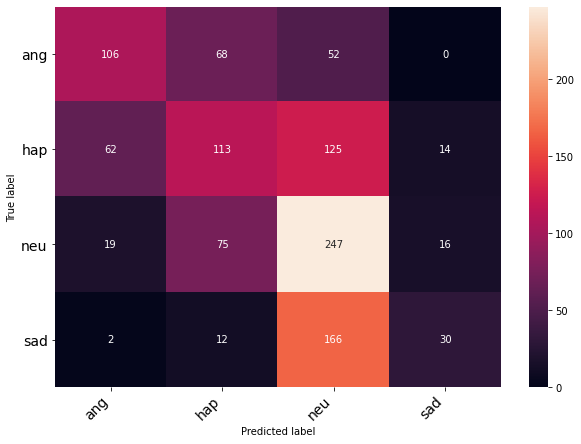 ang 106 68 52 0
hap 62 113 125 14
neu 19 75 247 16
sad 2 12 166 30
True label
ang hap neu sad
Predicted label
200
150
100
50
0